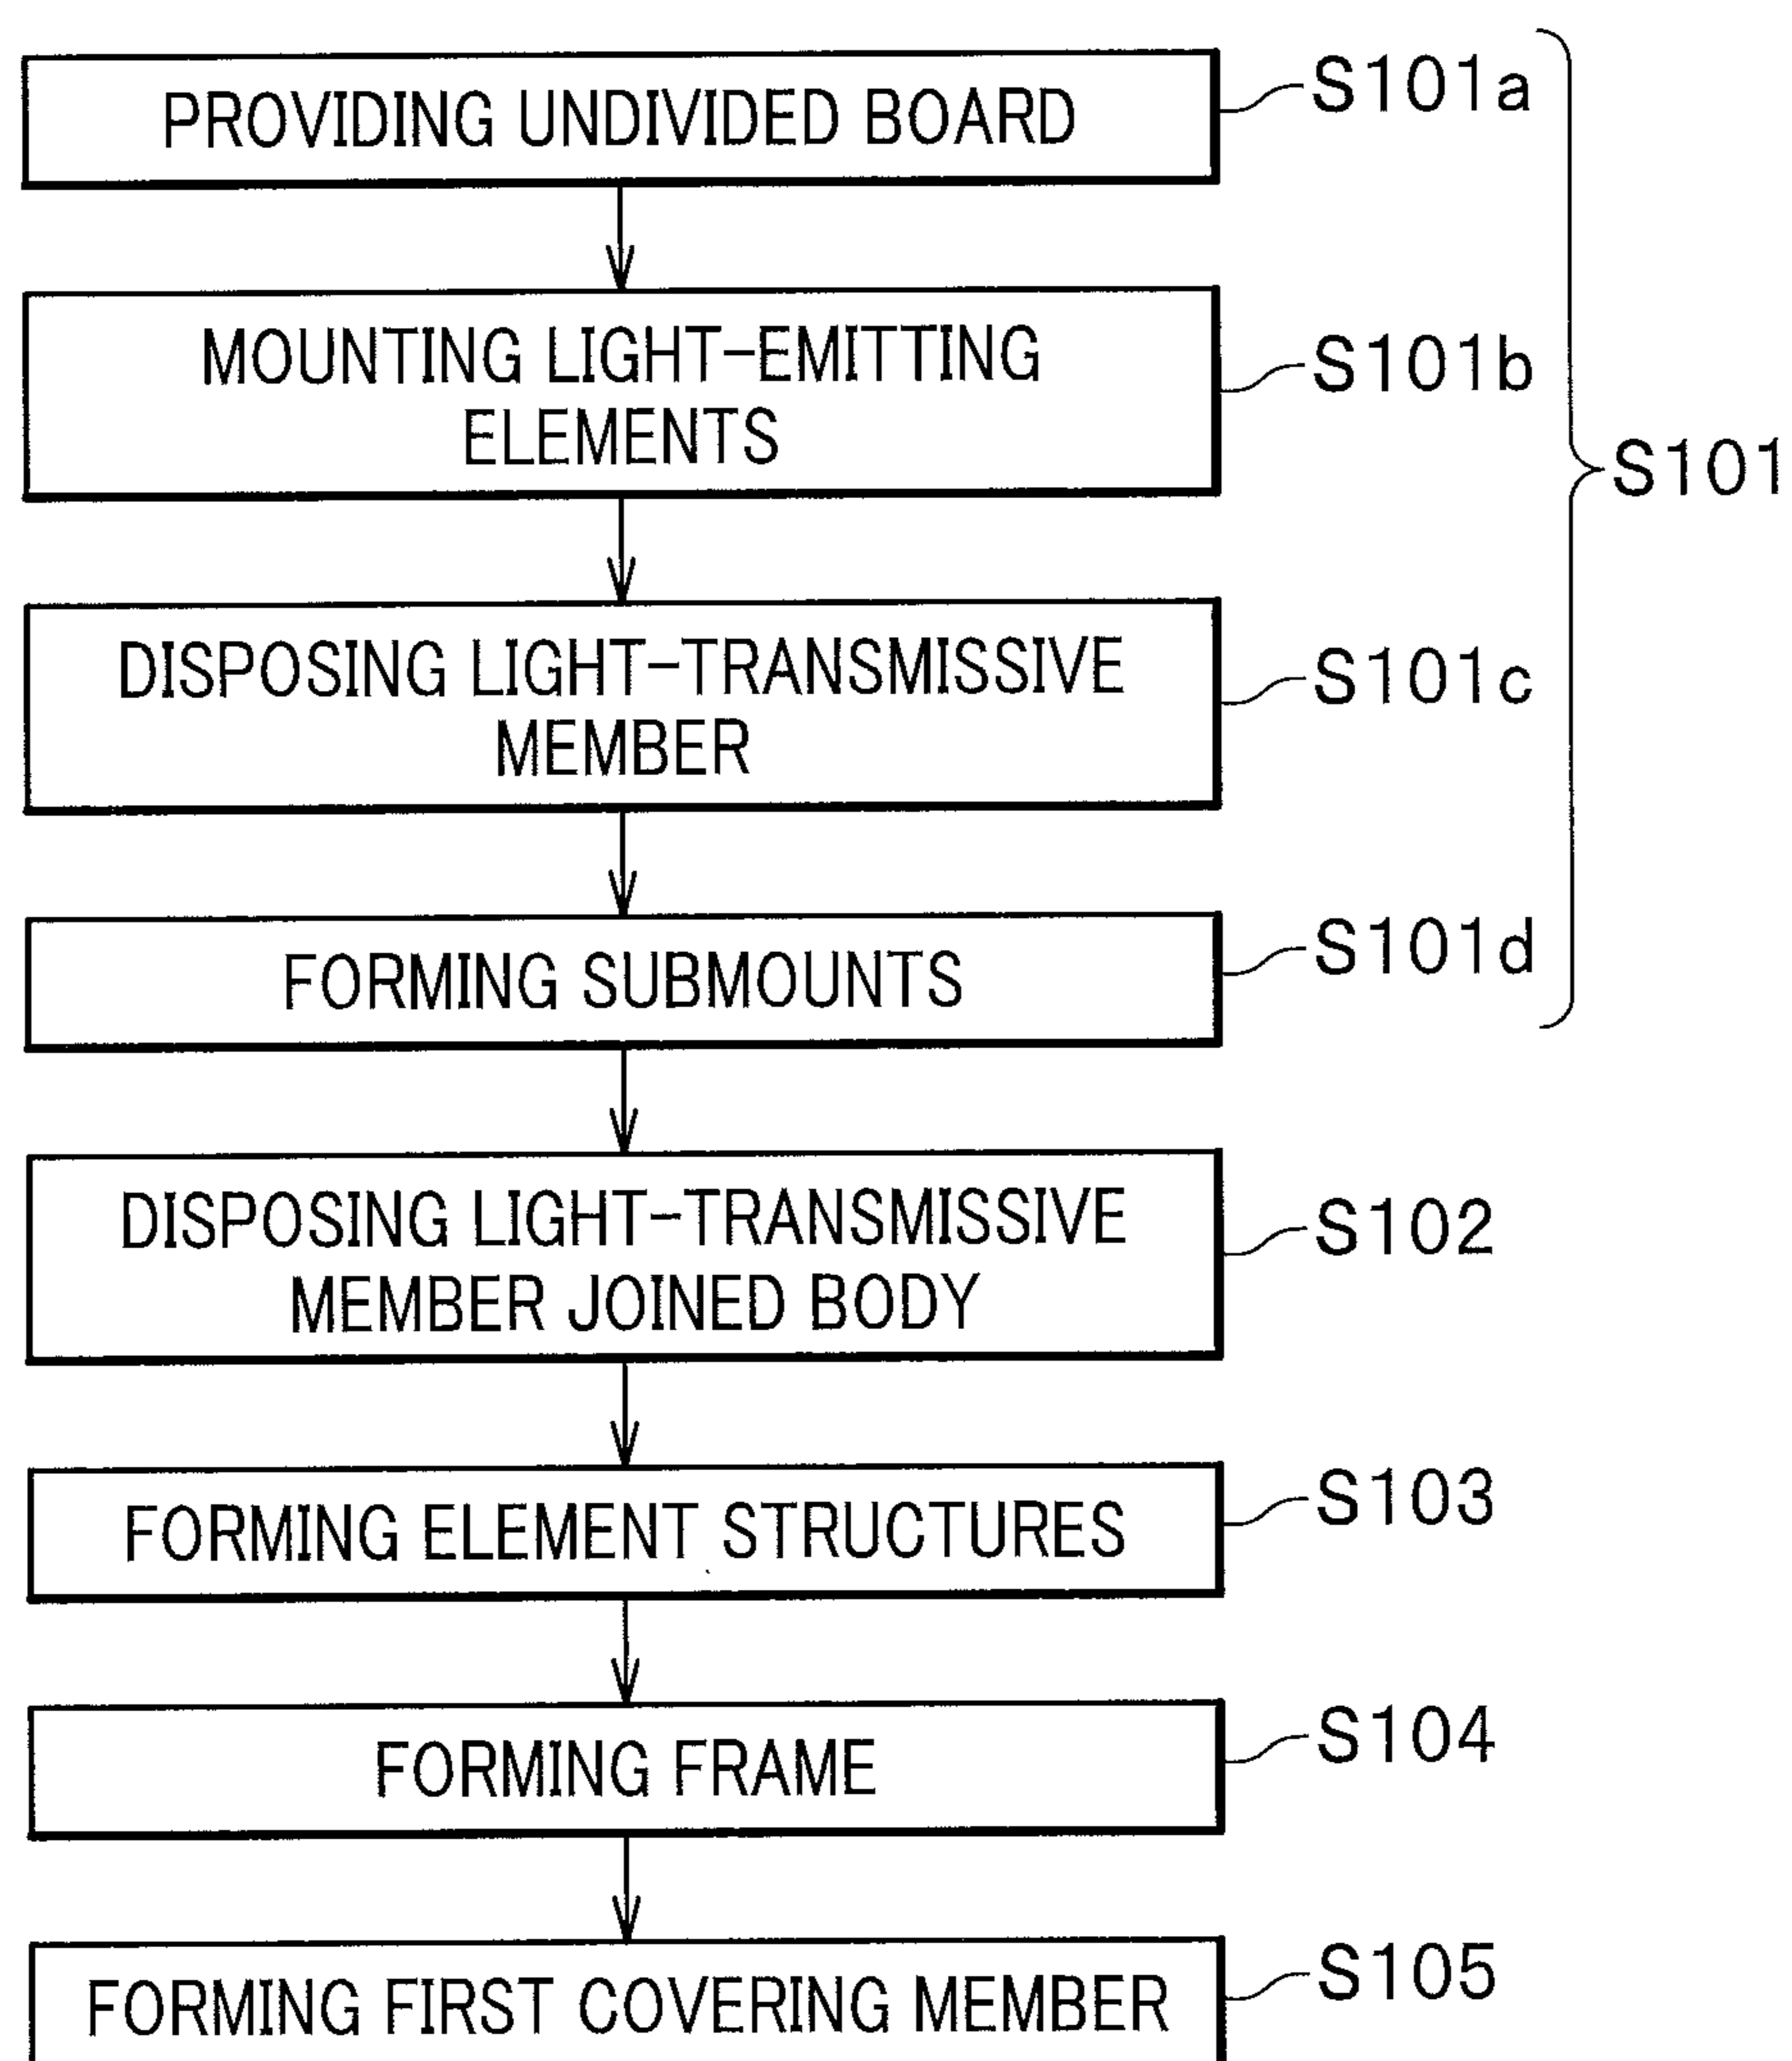 PROVIDING UNDIVIDED BOARD
S101a
MOUNTING LIGHT-EMITTING
ELEMENTS
S101b
S101
DISPOSING LIGHT-TRANSMISSIVE
MEMBER
S101c
FORMING SUBMOUNTS
S101d
DISPOSING LIGHT-TRANSMISSIVE
MEMBER JOINED BODY
S102
FORMING ELEMENT STRUCTURES
S103
FORMING FRAME
S104
FORMING FIRST COVERING MEMBER
S105